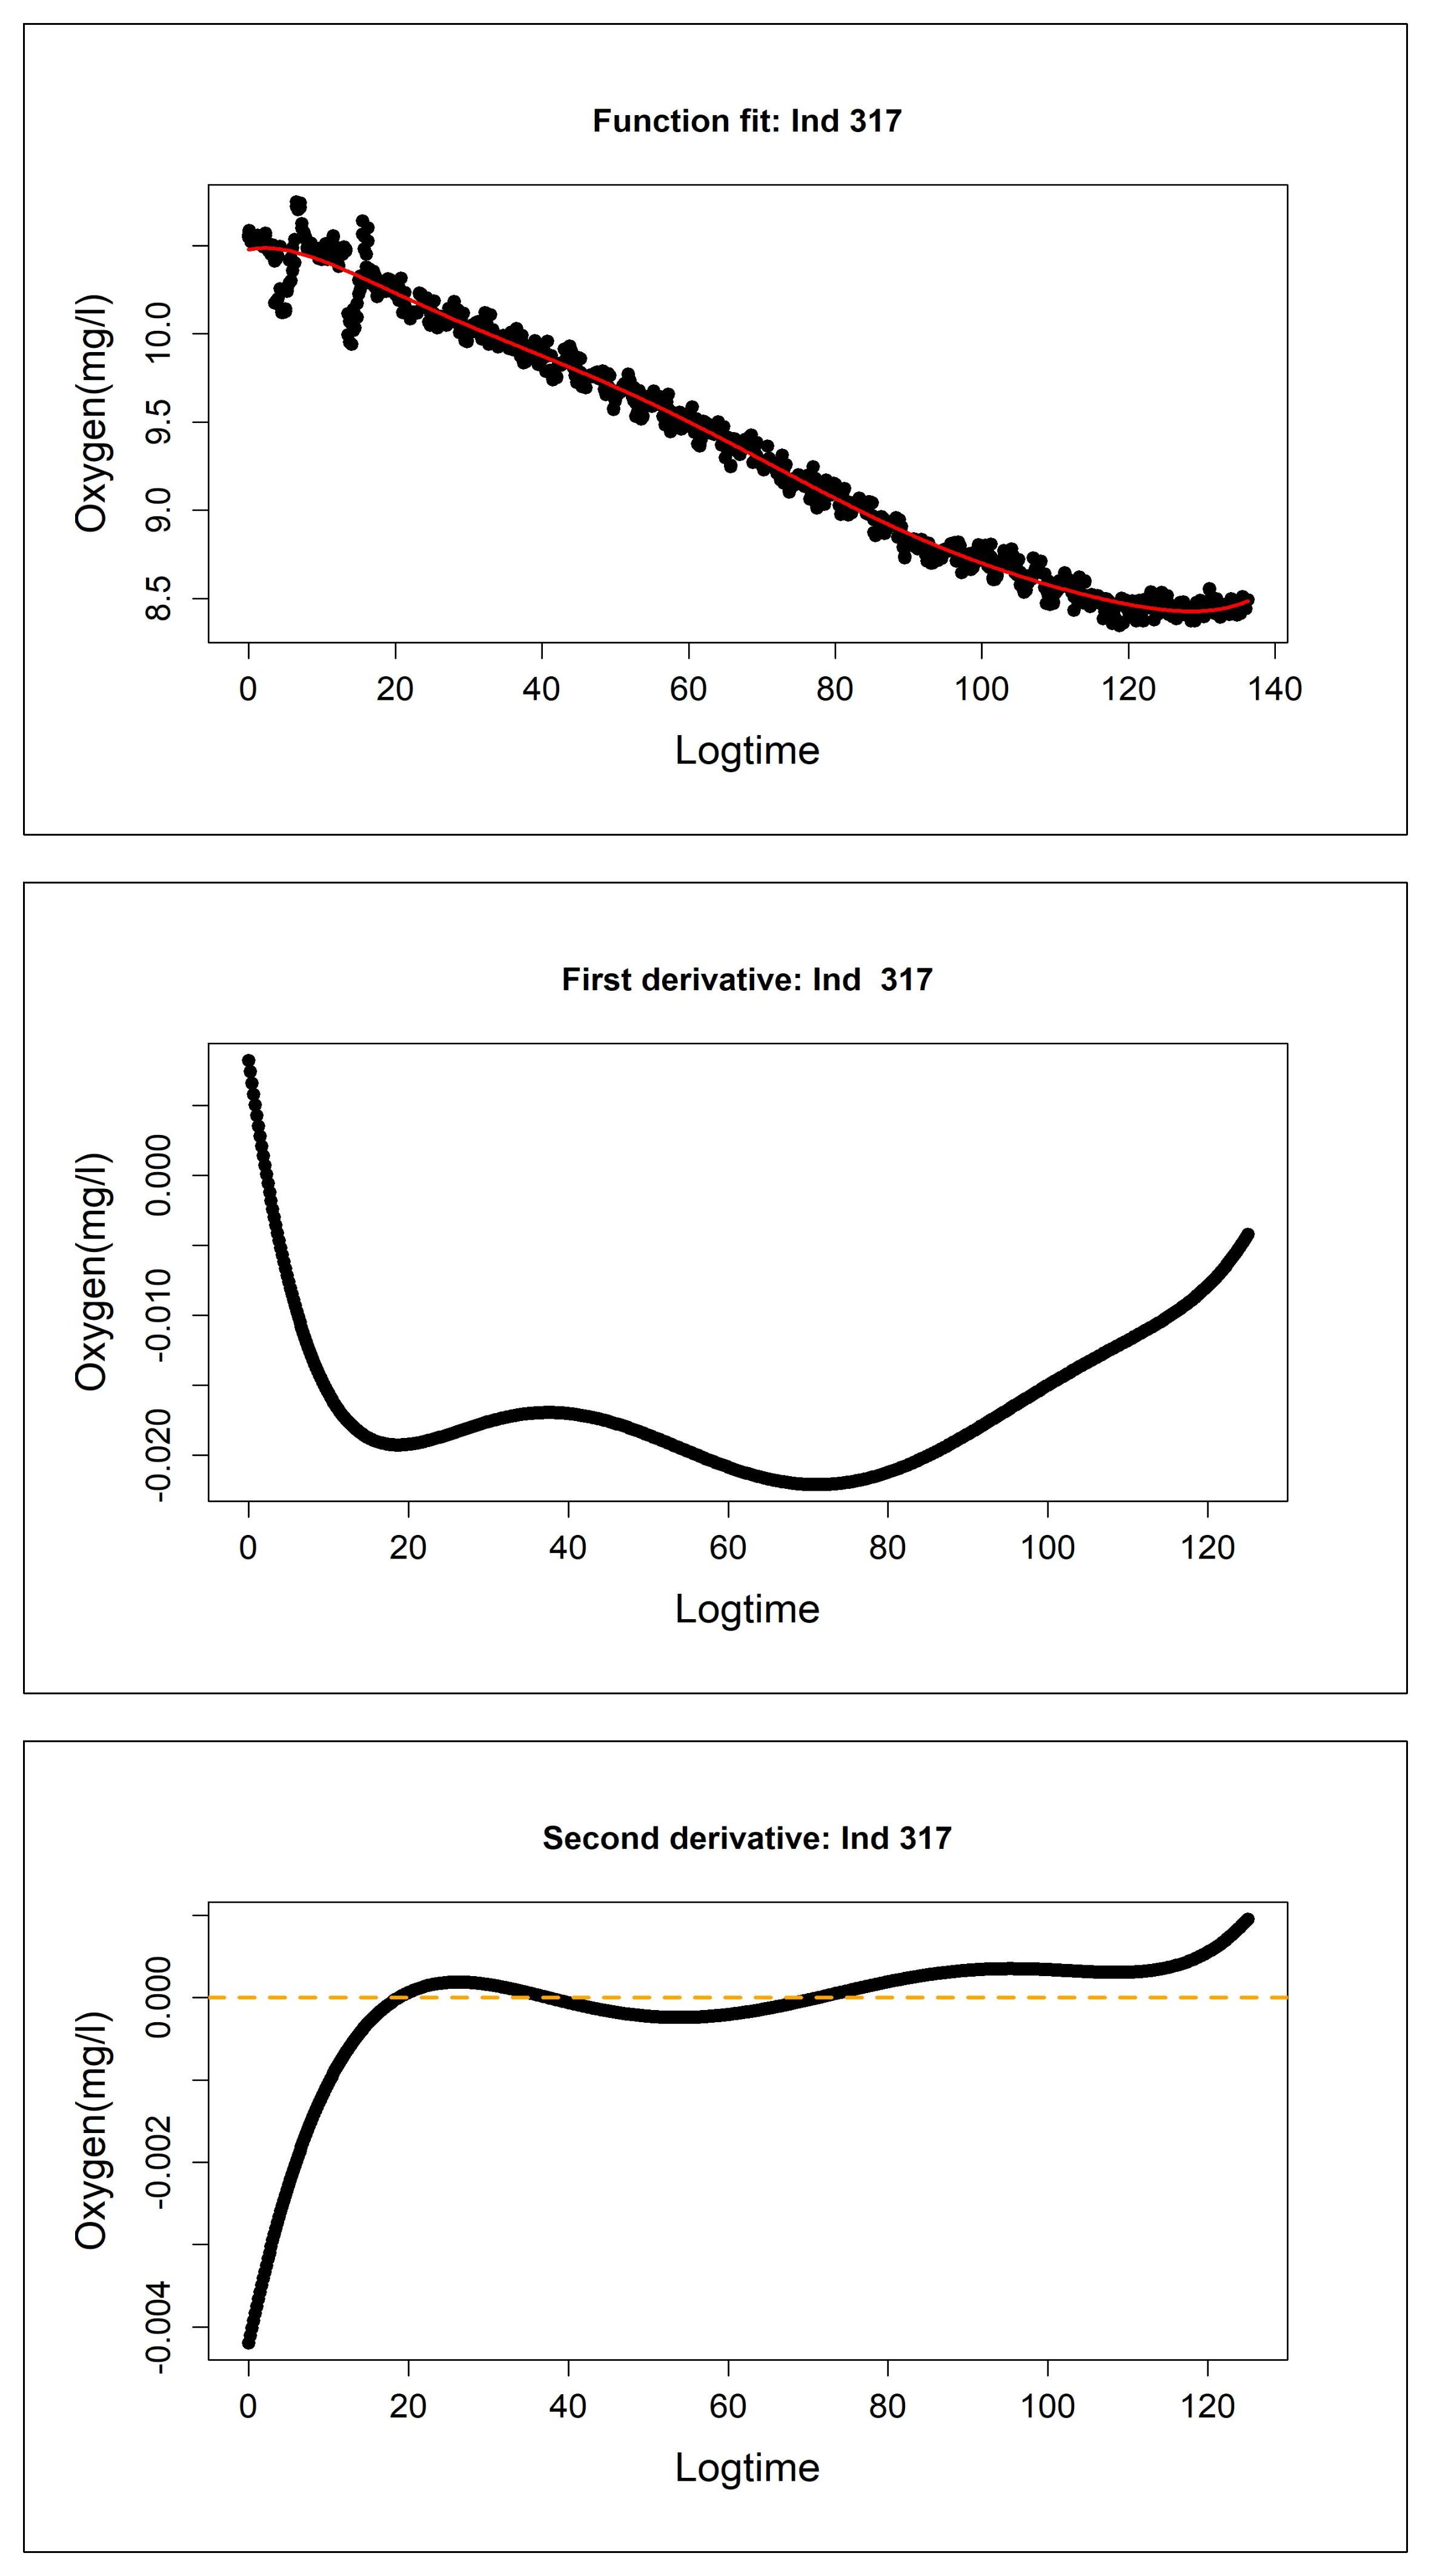 Function fit: Ind 317
Oxygen(mg/l)
10.0
9.5
9.0
8.5
0 20 40 60 80 100 120 140
Logtime
First derivative: Ind  317
Oxygen(mg/l)
0.000
-0.010
-0.020
0 20 40 60 80 100 120
Logtime
Second derivative: Ind 317
Oxygen(mg/l)
0.000
-0.002
-0.004
0 20 40 60 80 100 120
Logtime